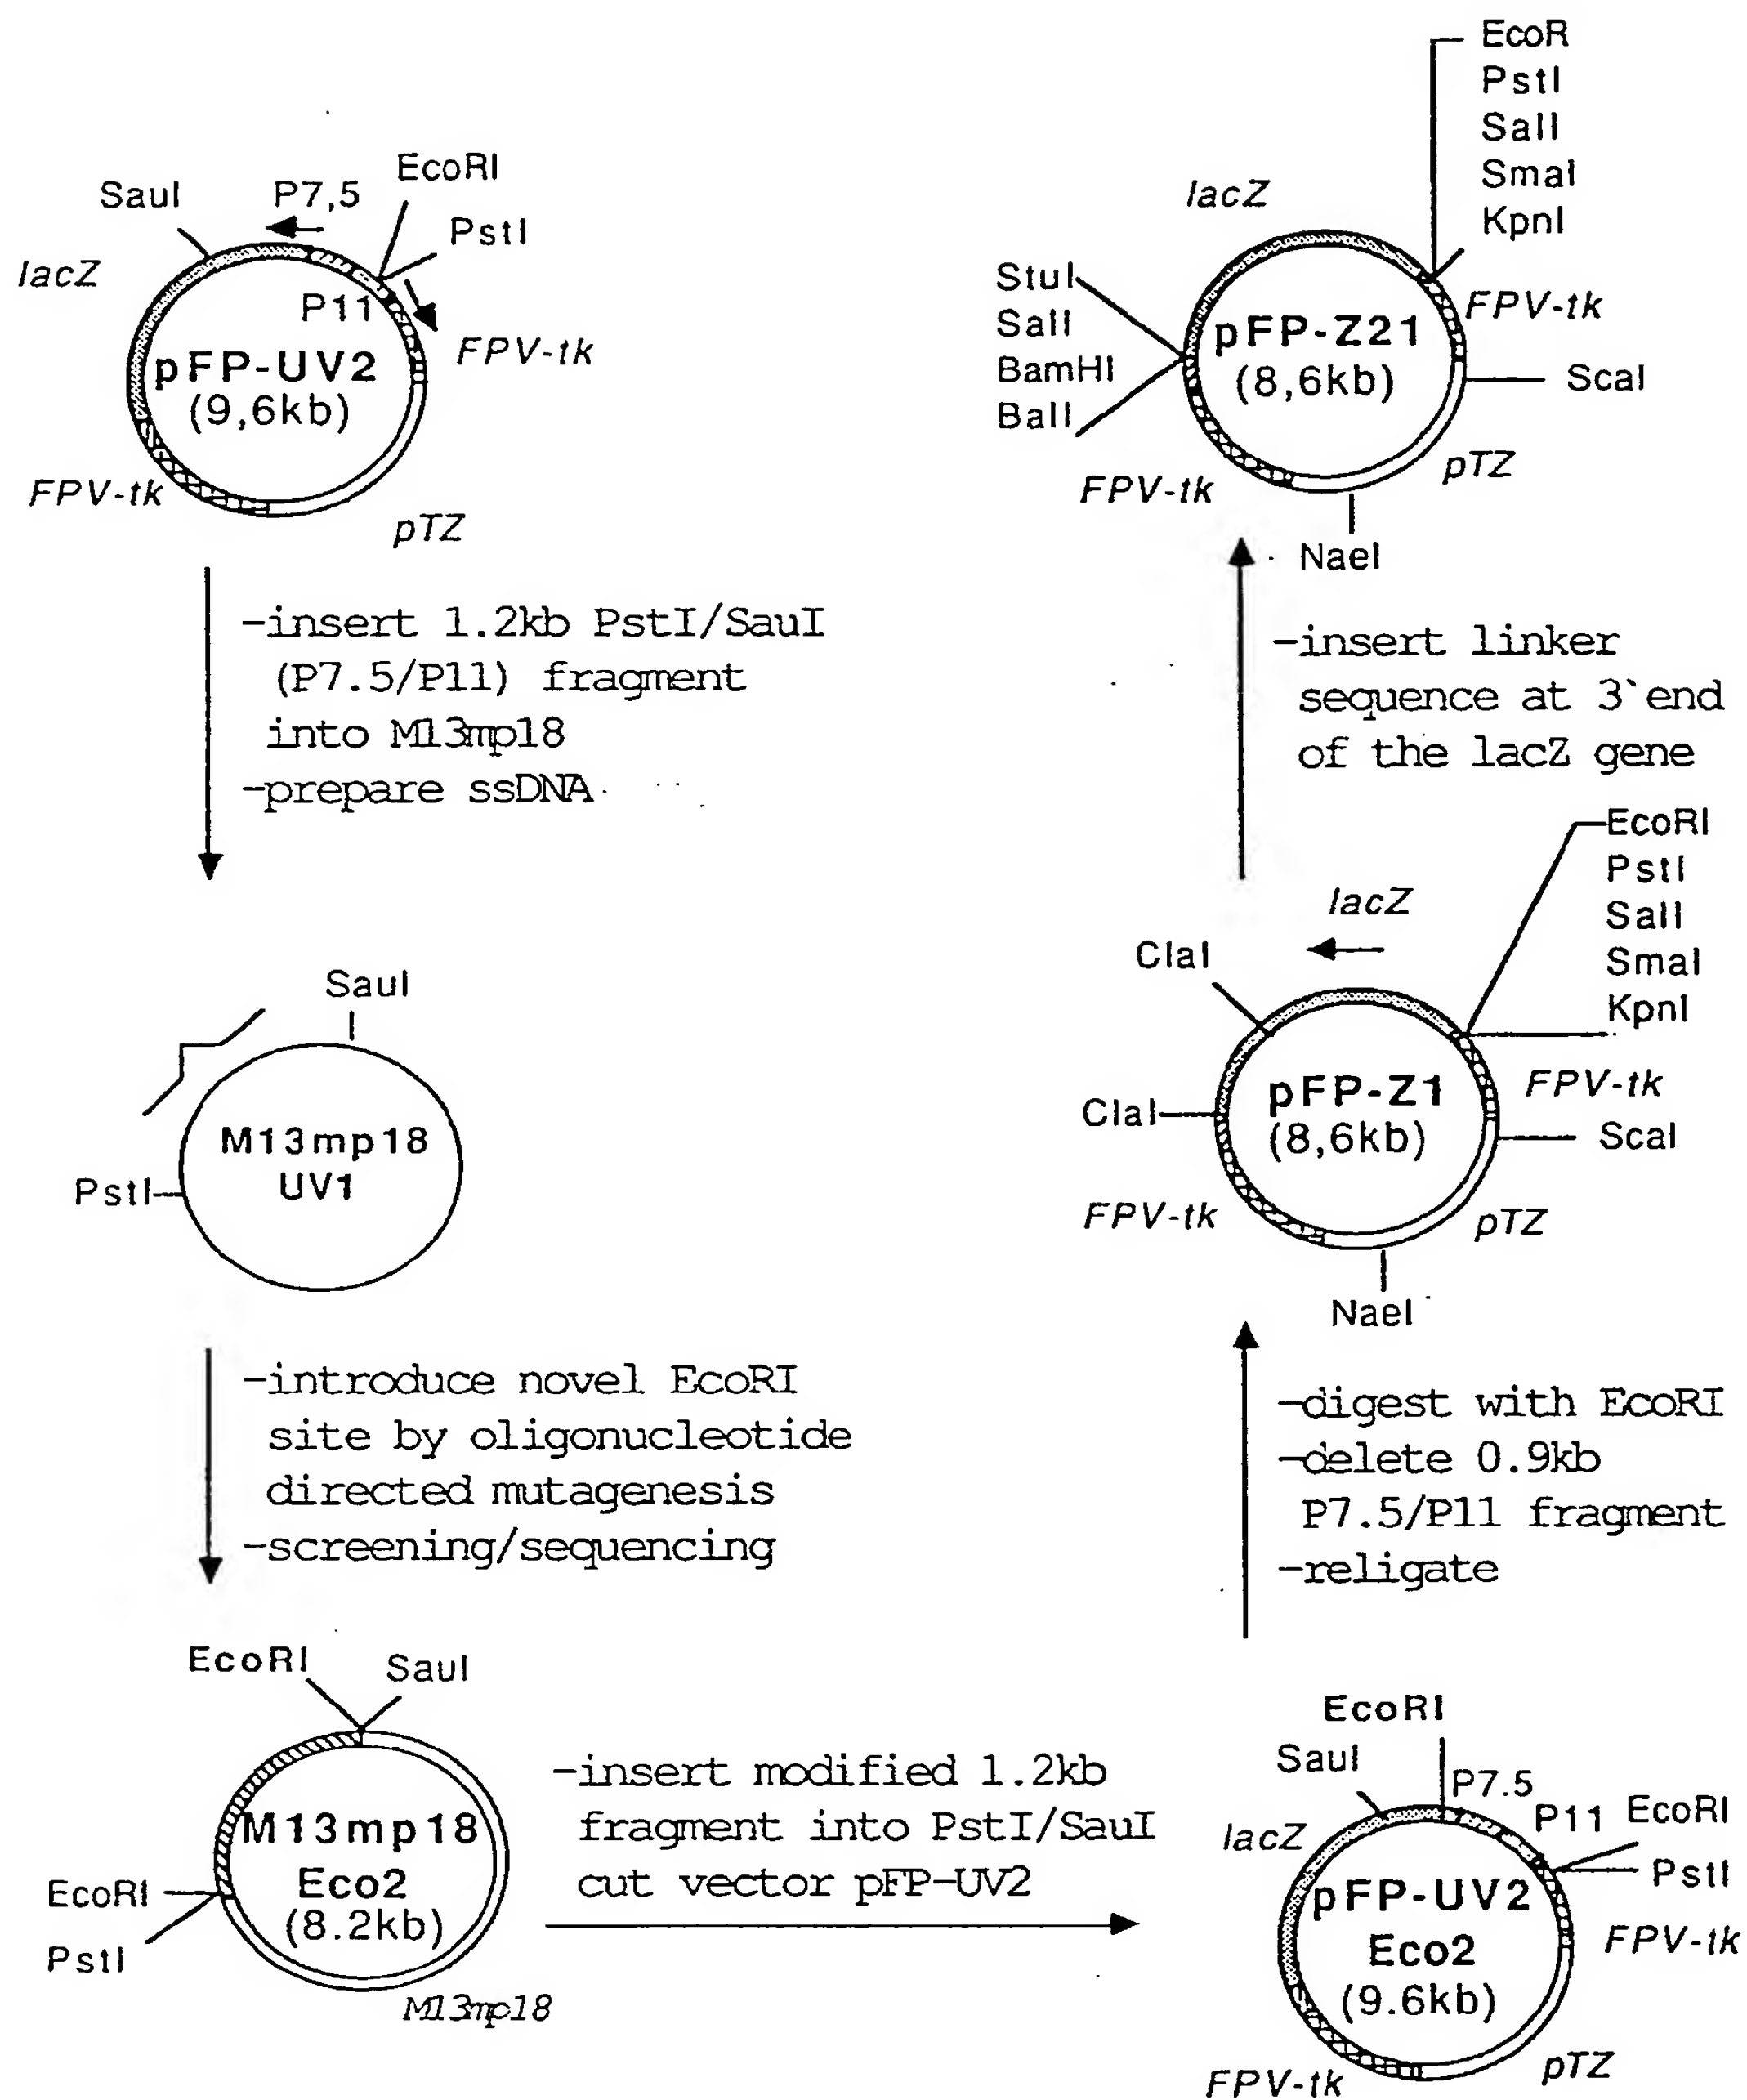 SauI
P7,5
EcoRI
PstI
lacZ
P11
FPV-tk
pFP-UV2
(9,6kb)
FPV-tk
pTZ
-insert 1.2kb PstI/SauI
(P7.5/P11) fragment
into M13mp18
-prepare ssDNA
SauI
M13mp18
UV1
PstI
-introduce novel EcoRI
site by oligonucleotide
directed mutagenesis
-screening/sequencing
EcoRI
SauI
M13mp18
Eco2
(8.2kb)
EcoRI
PstI
M13mp18
-insert modified 1.2kb
fragment into PstI/SauI
cut vector pFP-UV2
EcoRI
SauI
P7.5
P11
EcoRI
PstI
lacZ
pFP-UV2
Eco2
(9.6kb)
FPV-tk
FPV-tk
pTZ
-digest with EcoRI
-delete 0.9kb
P7.5/P11 fragment
-religate
EcoRI
PstI
SalI
SmaI
KpnI
lacZ
ClaI
ClaI
pFP-Z1
(8,6kb)
FPV-tk
ScaI
FPV-tk
pTZ
NaeI
-insert linker
sequence at 3`end
of the lacZ gene
EcoR
PstI
SalI
SmaI
KpnI
lacZ
StuI
SalI
BamHI
BalI
pFP-Z21
(8,6kb)
FPV-tk
ScaI
FPV-tk
pTZ
NaeI